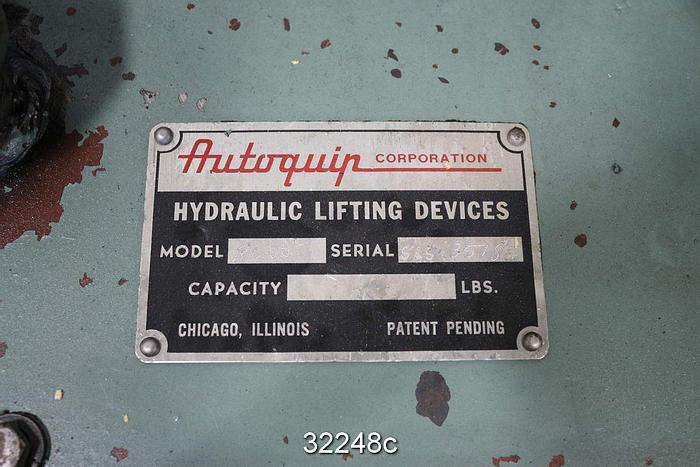 Autoquip CORPORATION
HYDRAULIC LIFTING DEVICES
MODEL SERIAL
CAPACITY LBS.
CHICAGO, ILLINOIS PATENT PENDING
32248c